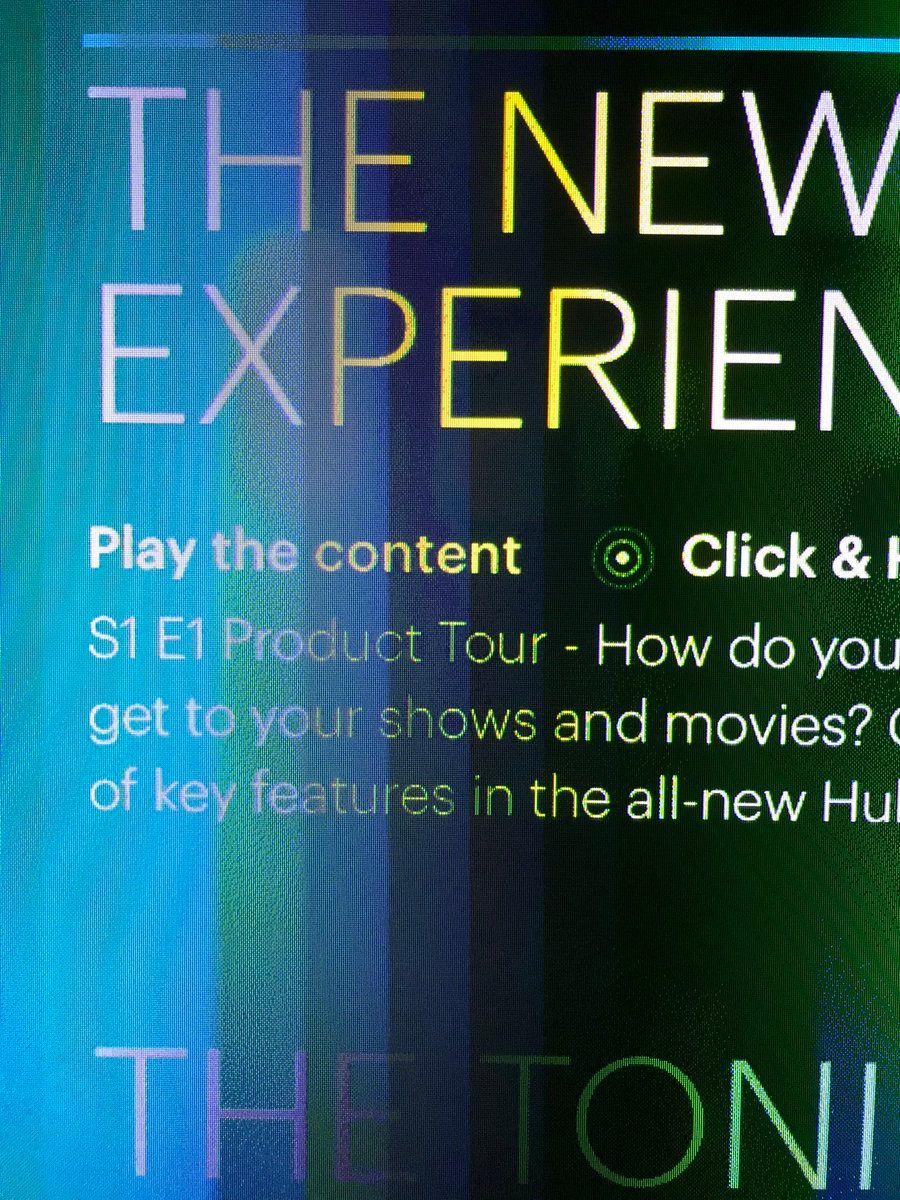 THE NEW
EXPERIEN
Play the content Click & H
S1 E1 Product Tour - How do you
get to your shows and movies?
of key features in the all-new Hul
THE TONI